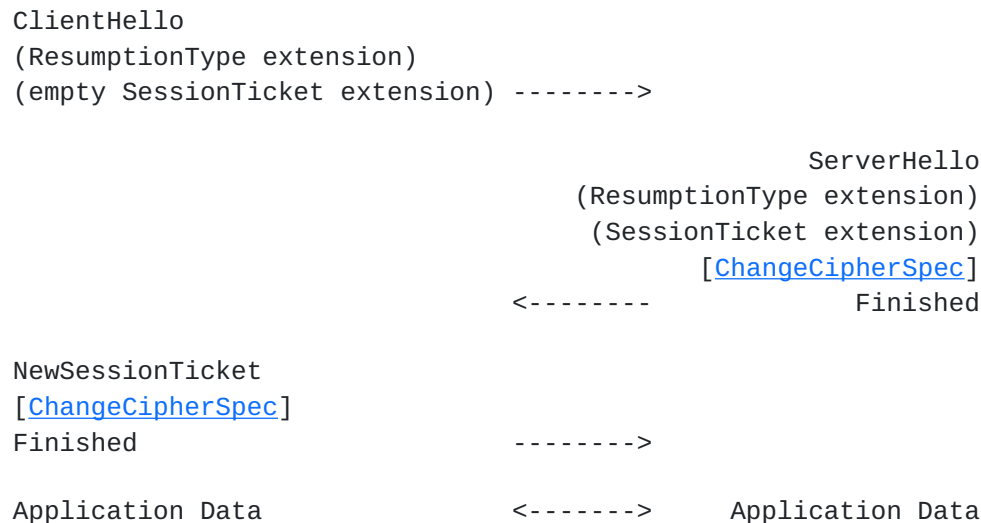 ClientHello
(ResumptionType extension)
(empty SessionTicket extension) -------->
ServerHello
(ResumptionType extension)
(SessionTicket extension)
[ChangeCipherSpec]
<-------- Finished
NewSessionTicket
[ChangeCipherSpec]
Finished -------->
Application Data <-------> Application Data